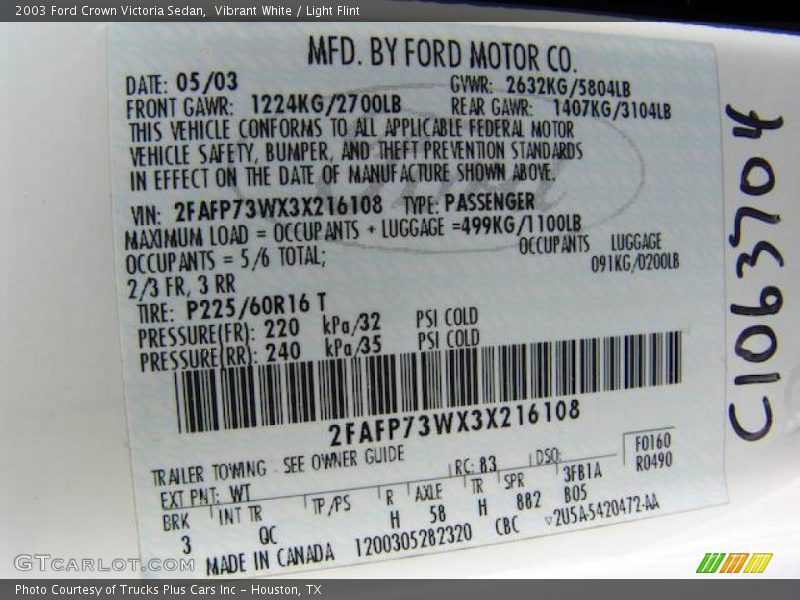 2003 Ford Crown Victoria Sedan, Vibrant White / Light Flint
MFD. BY FORD MOTOR CO.
DATE: 05/03 GVWR: 2632KG/5804LB
FRONT GAWR: 1224KG/2700LB REAR GAWR: 1407KG/3104LB
THIS VEHICLE CONFORMS TO ALL APPLICABLE FEDERAL MOTOR
VEHICLE SAFETY, BUMPER, AND THEFT PREVENTION STANDARDS
IN EFFECT ON THE DATE OF MANUFACTURE SHOWN ABOVE.
VIN: 2FAFP73WX3X216108 TYPE: PASSENGER
MAXIMUM LOAD = OCCUPANTS + LUGGAGE =499KG/1100LB
OCCUPANTS = 5/6 TOTAL; OCCUPANTS LUGGAGE
2/3 FR, 3 RR 091KG/0200LB
TIRE: P225/60R16 T
PRESSURE(FR): 220 kPa/32 PSI COLD
PRESSURE(RR): 240 kPa/35 PSI COLD
2FAFP73WX3X216108
TRAILER TOWING - SEE OWNER GUIDE
EXT PNT: WT RC: 83 DSO: F0160
R0490
BRK INT TR TP/PS R AXLE TR SPR 3FB1A
3 QC H 58 H 882 B05
MADE IN CANADA 1200305282320 CBC ▽2U5A-5420472-AA
C1063704
GTCarlot.com
Photo Courtesy of Trucks Plus Cars Inc - Houston, TX